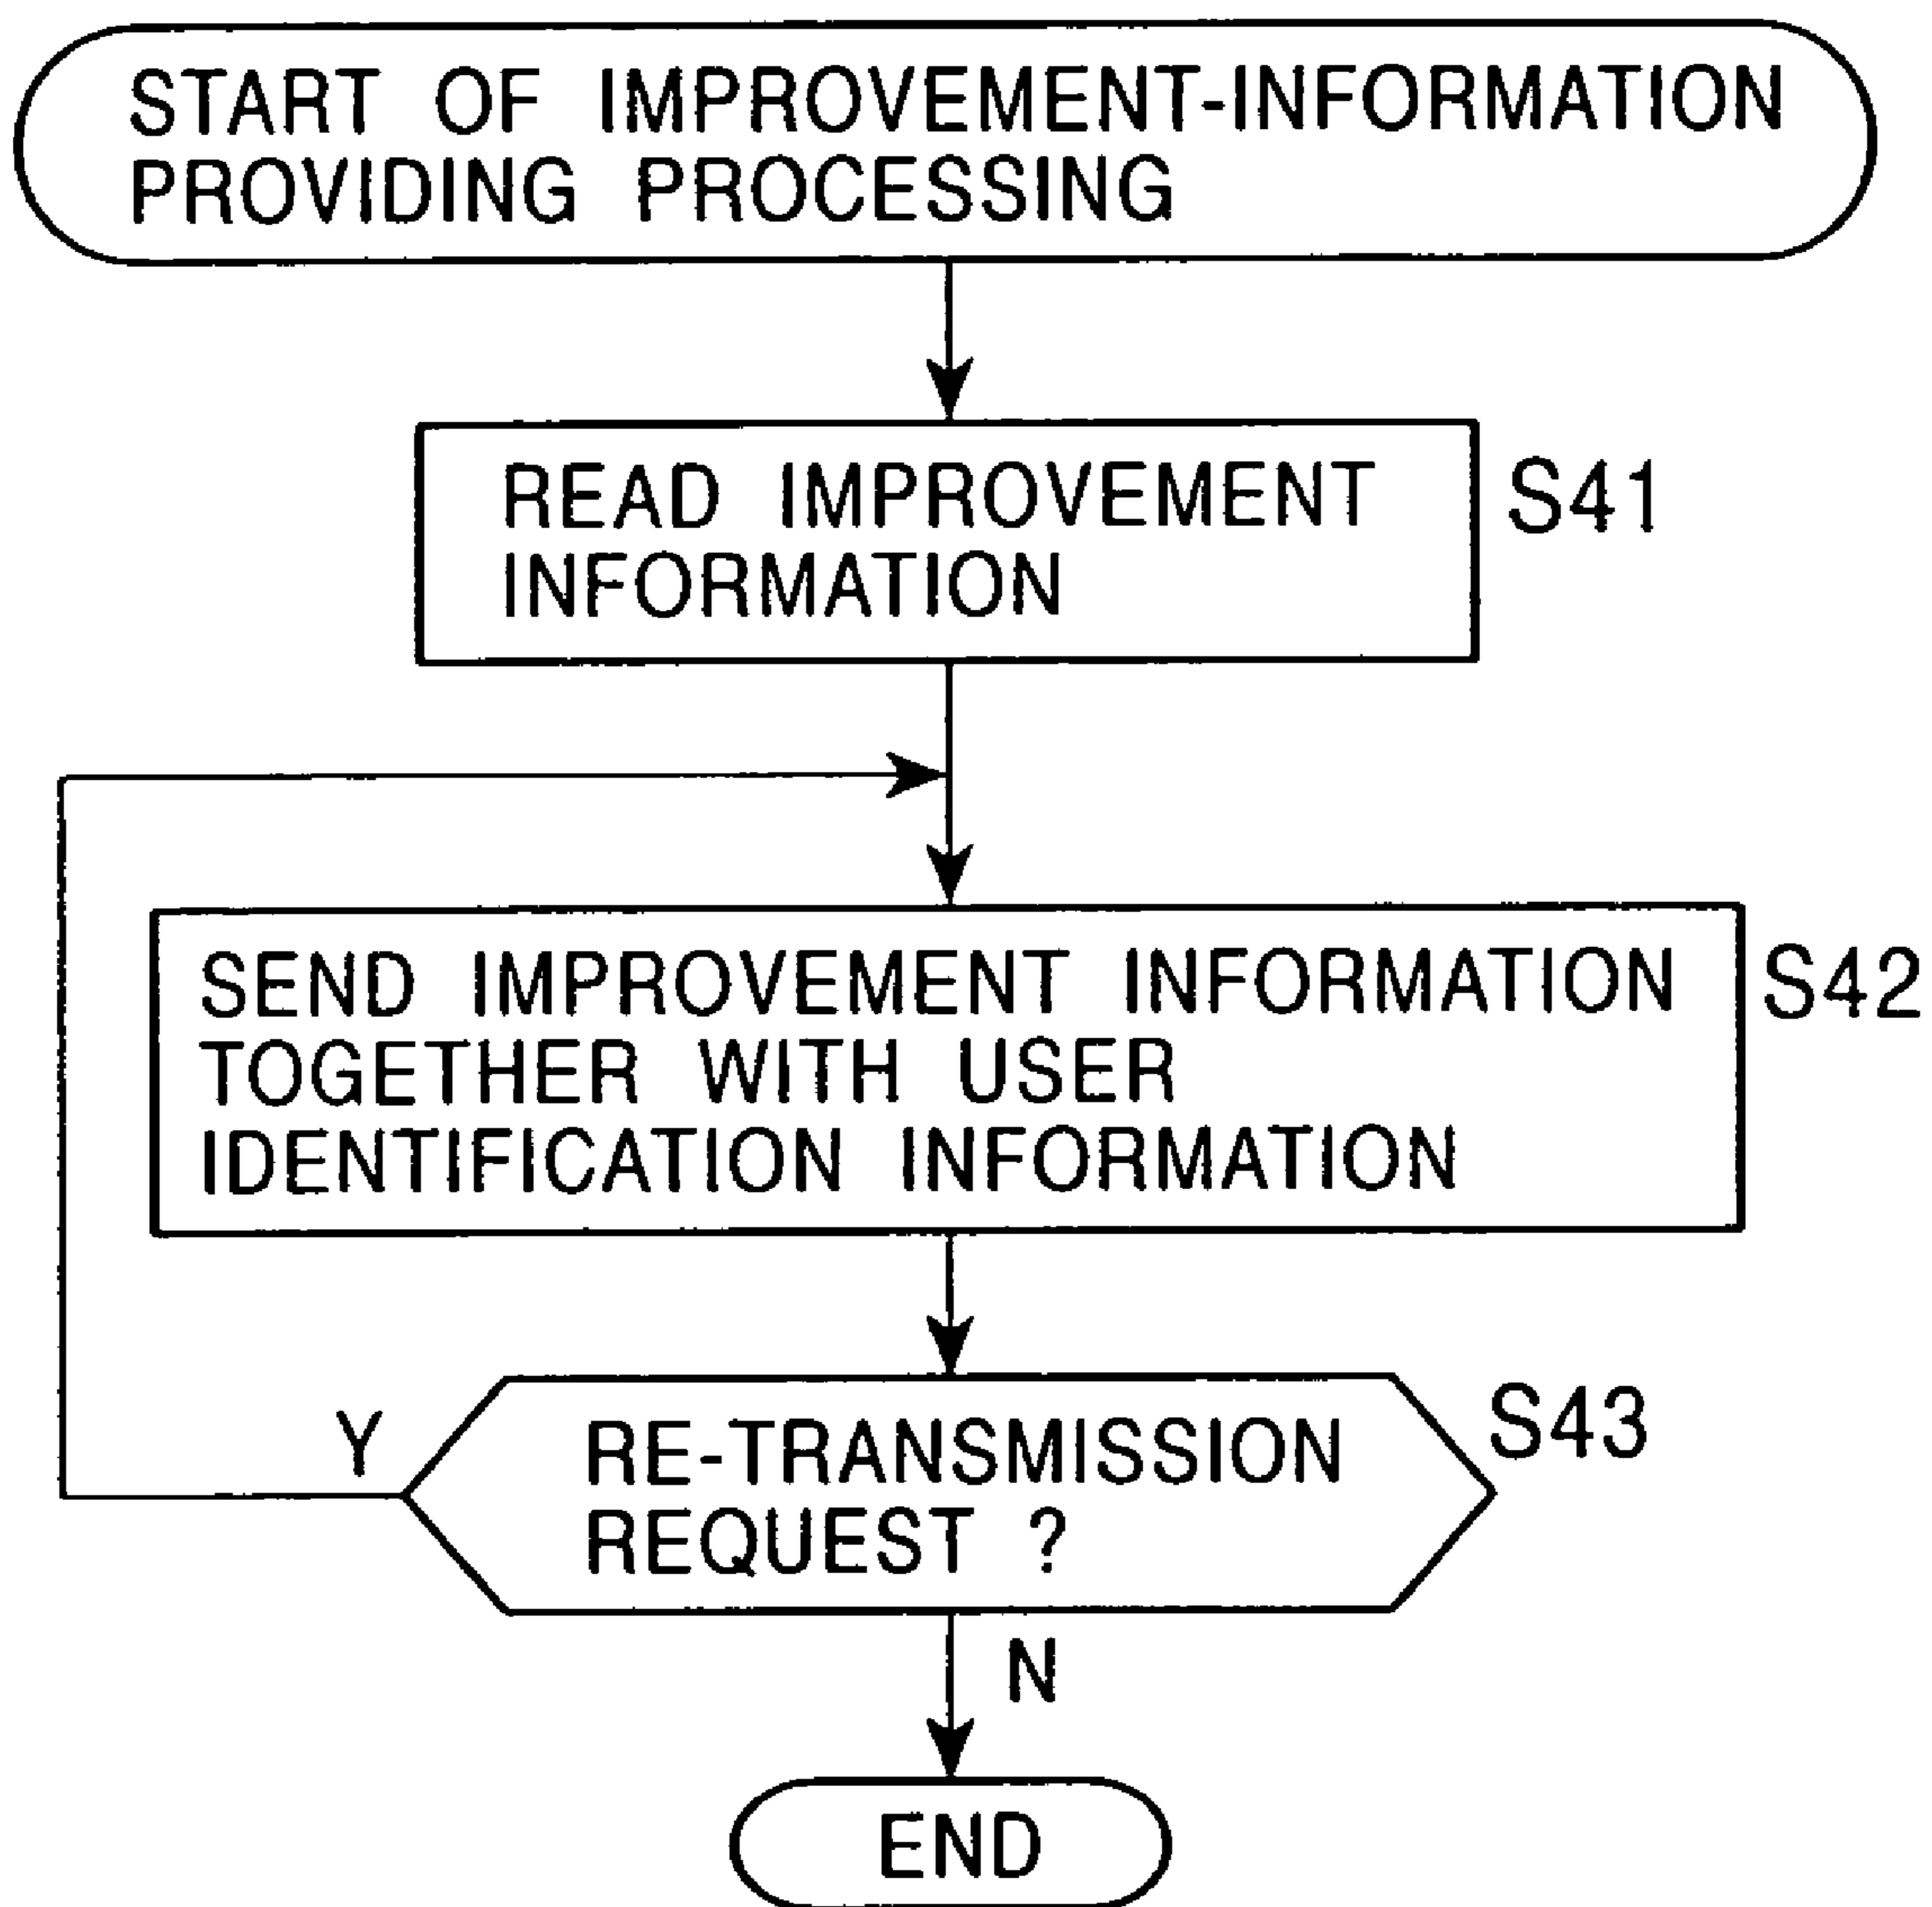 START OF IMPROVEMENT-INFORMATION
PROVIDING PROCESSING
READ IMPROVEMENT
INFORMATION
S41
SEND IMPROVEMENT INFORMATION
TOGETHER WITH USER
IDENTIFICATION INFORMATION
S42
Y
RE-TRANSMISSION
REQUEST ?
S43
N
END